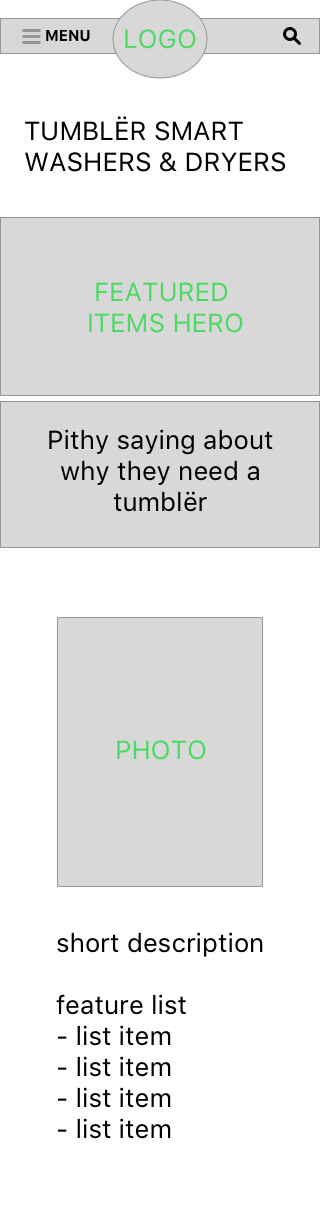 MENU
LOGO
TUMBLËR SMART
WASHERS & DRYERS
FEATURED
ITEMS HERO
Pithy saying about
why they need a
tumblër
PHOTO
short description
feature list
- list item
- list item
- list item
- list item